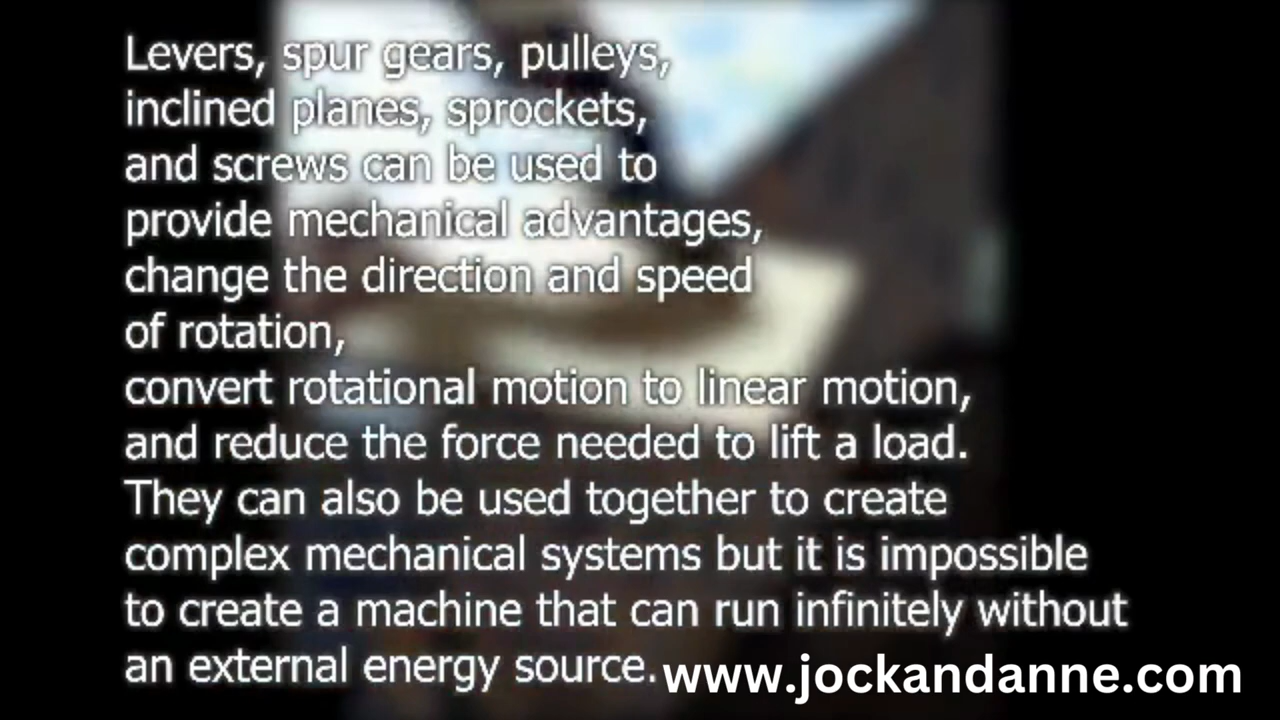 Levers, spur gears, pulleys,
inclined planes, sprockets,
and screws can be used to
provide mechanical advantages,
change the direction and speed
of rotation,
convert rotational motion to linear motion,
and reduce the force needed to lift a load.
They can also be used together to create
complex mechanical systems but it is impossible
to create a machine that can run infinitely without
an external energy source.
www.jockandanne.com